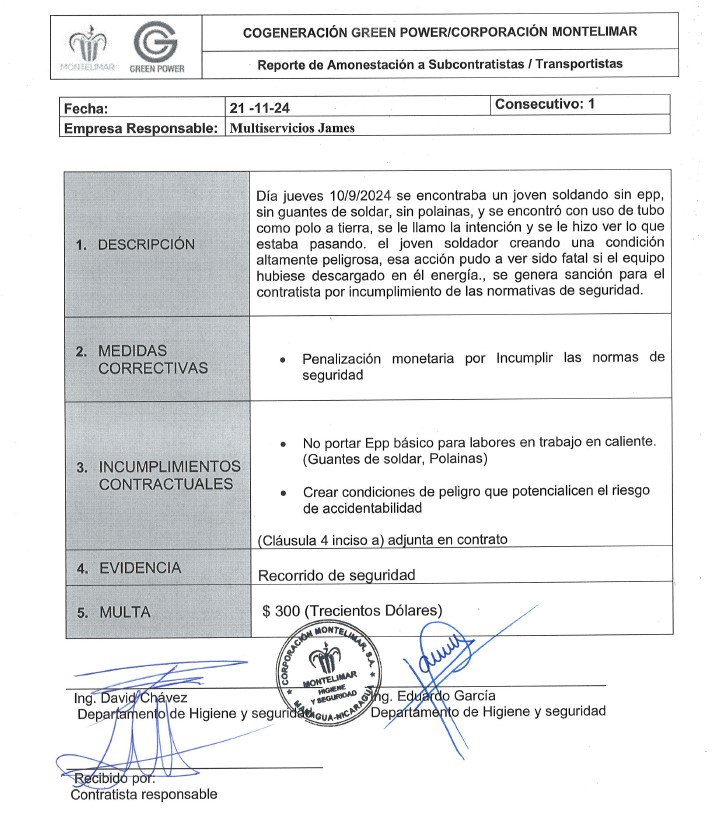 COGENERACIÓN GREEN POWER/CORPORACIÓN MONTELIMAR
MONTELIMAR
GREEN POWER
Reporte de Amonestación a Subcontratistas / Transportistas
Fecha: 21 -11-24 Consecutivo: 1
Empresa Responsable: Multiservicios James
1. DESCRIPCIÓN
Día jueves 10/9/2024 se encontraba un joven soldando sin epp,
sin guantes de soldar, sin polainas, y se encontró con uso de tubo
como polo a tierra, se le llamo la intención y se le hizo ver lo que
estaba pasando. el joven soldador creando una condición
altamente peligrosa, esa acción pudo a ver sido fatal si el equipo
hubiese descargado en él energía., se genera sanción para el
contratista por incumplimiento de las normativas de seguridad.
2. MEDIDAS
CORRECTIVAS
• Penalización monetaria por Incumplir las normas de
seguridad
3. INCUMPLIMIENTOS
CONTRACTUALES
• No portar Epp básico para labores en trabajo en caliente.
(Guantes de soldar, Polainas)
• Crear condiciones de peligro que potencialicen el riesgo
de accidentabilidad
(Cláusula 4 inciso a) adjunta en contrato
4. EVIDENCIA
Recorrido de seguridad
5. MULTA
$ 300 (Trecientos Dólares)
CORPORACIÓN MONTELIMAR, S.A.
MONTELIMAR
HIGIENE
Y SEGURIDAD
MANAGUA-NICARAGUA
Ing. David Chávez
Departamento de Higiene y seguridad
Ing. Eduardo García
Departamento de Higiene y seguridad
Recibido por:
Contratista responsable